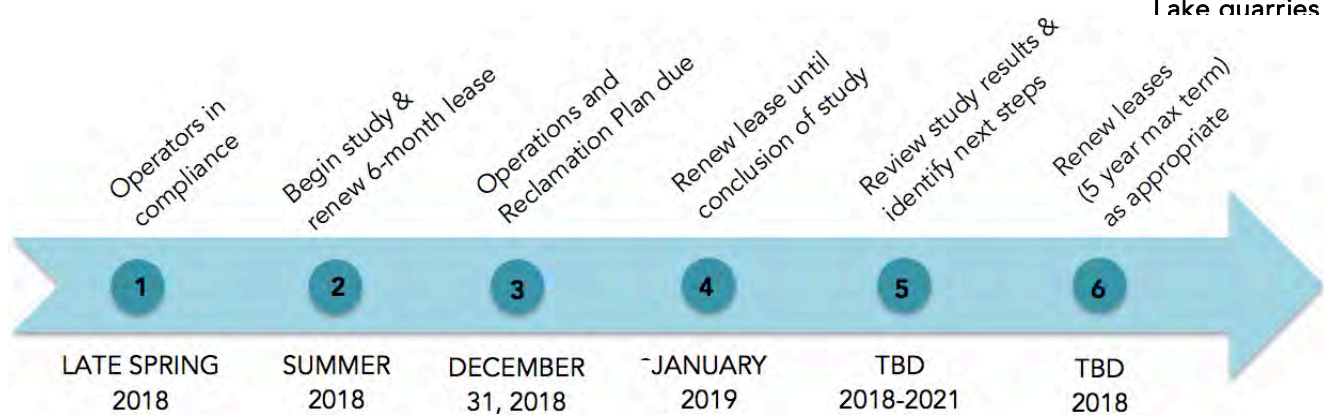 Lake quarries
Operators in
compliance
Begin study &
renew 6-month lease
Operations and
Reclamation Plan due
Renew lease until
conclusion of study
Review study results &
identify next steps
Renew leases
(5 year max term)
as appropriate
1
2
3
4
5
6
LATE SPRING
2018
SUMMER
2018
DECEMBER
31, 2018
~JANUARY
2019
TBD
2018-2021
TBD
2018